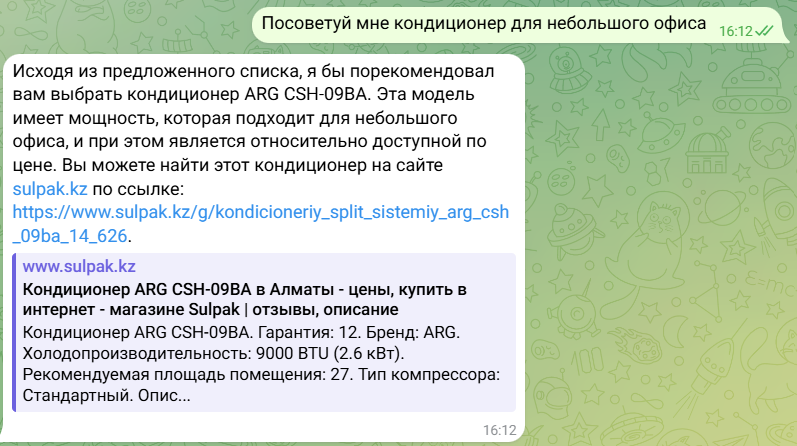 Посоветуй мне кондиционер для небольшого офиса
16:12
Исходя из предложенного списка, я бы порекомендовал
вам выбрать кондиционер ARG CSH-09BA. Эта модель
имеет мощность, которая подходит для небольшого
офиса, и при этом является относительно доступной по
цене. Вы можете найти этот кондиционер на сайте
sulpak.kz по ссылке:
https://www.sulpak.kz/g/kondicioneriy_split_sistemiy_arg_csh
_09ba_14_626.
www.sulpak.kz
Кондиционер ARG CSH-09BA в Алматы - цены, купить в
интернет - магазине Sulpak | отзывы, описание
Кондиционер ARG CSH-09BA. Гарантия: 12. Бренд: ARG.
Холодопроизводительность: 9000 BTU (2.6 кВт).
Рекомендуемая площадь помещения: 27. Тип компрессора:
Стандартный. Опис...
16:12